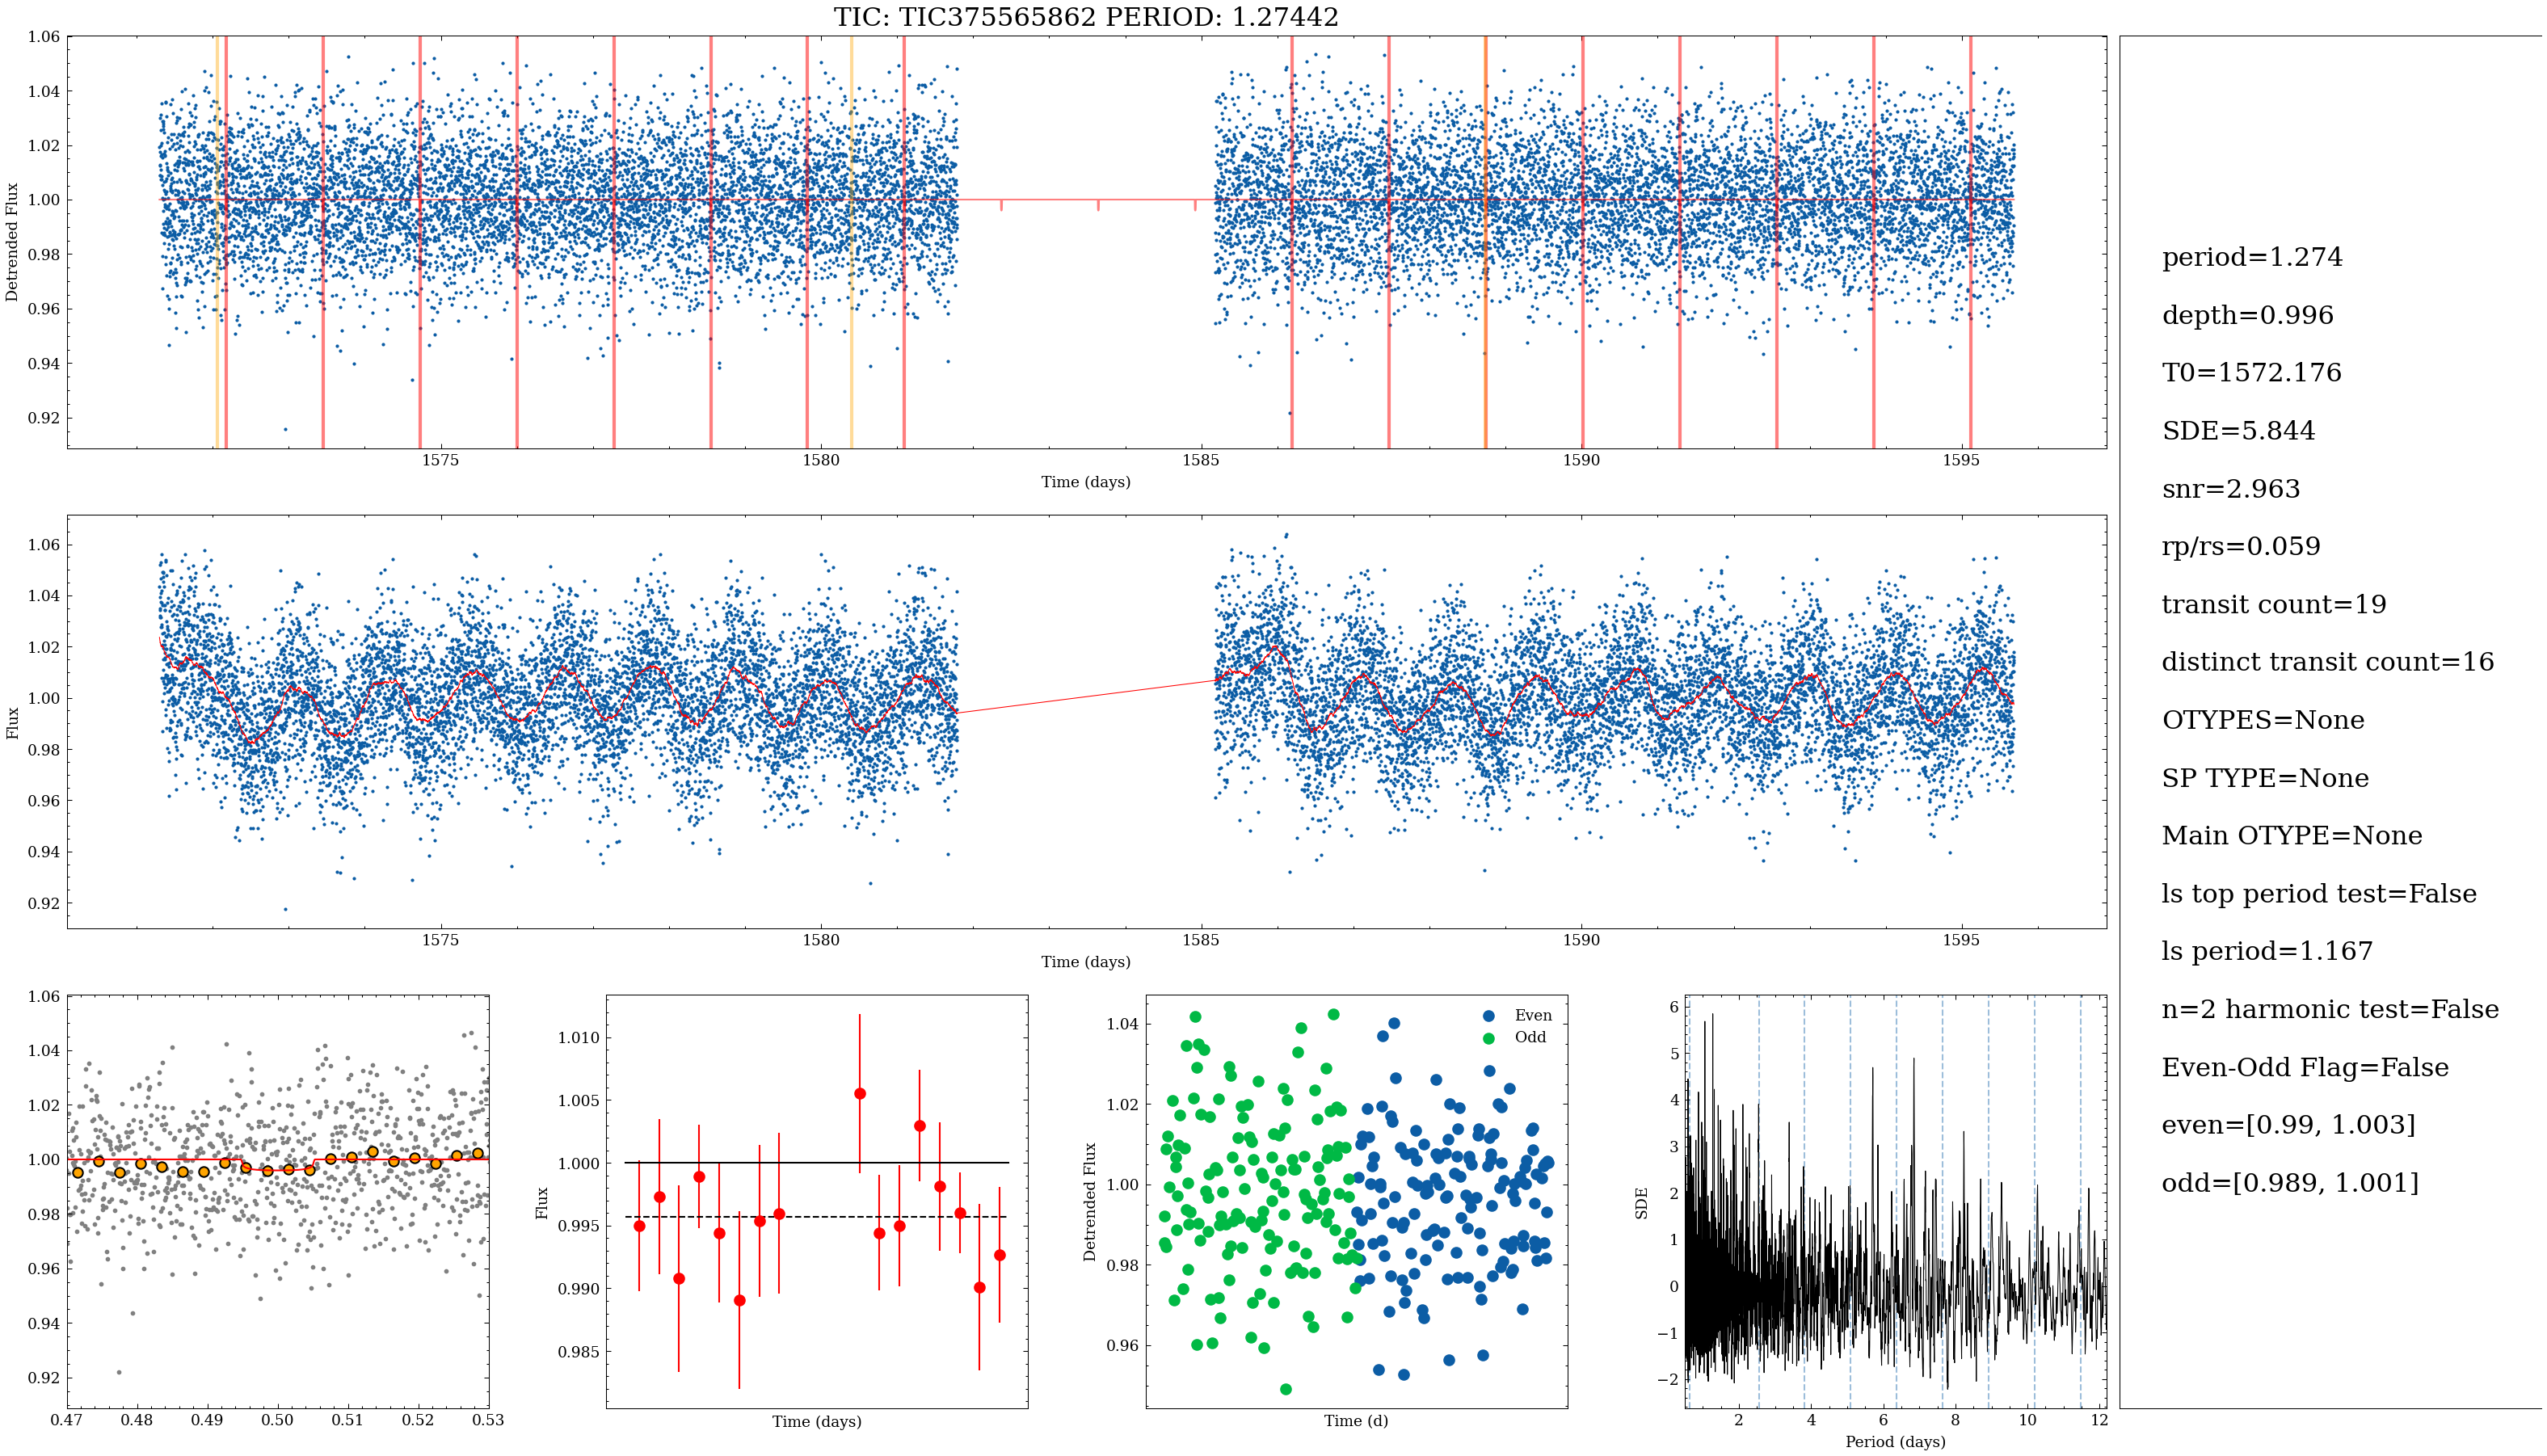 TIC: TIC375565862 PERIOD: 1.27442
1.06
1.04
1.02
1.00
0.98
0.96
0.94
0.92
Detrended Flux
1575
1580
1585
1590
1595
Time (days)
1.06
1.04
1.02
1.00
0.98
0.96
0.94
0.92
Flux
1575
1580
1585
1590
1595
Time (days)
1.06
1.04
1.02
1.00
0.98
0.96
0.94
0.92
0.47
0.48
0.49
0.50
0.51
0.52
0.53
1.010
1.005
1.000
0.995
0.990
0.985
Flux
Time (days)
1.04
1.02
1.00
0.98
0.96
Detrended Flux
Even
Odd
Time (d)
6
5
4
3
2
1
0
−1
−2
SDE
2
4
6
8
10
12
Period (days)
period=1.274
depth=0.996
T0=1572.176
SDE=5.844
snr=2.963
rp/rs=0.059
transit count=19
distinct transit count=16
OTYPES=None
SP TYPE=None
Main OTYPE=None
ls top period test=False
ls period=1.167
n=2 harmonic test=False
Even-Odd Flag=False
even=[0.99, 1.003]
odd=[0.989, 1.001]